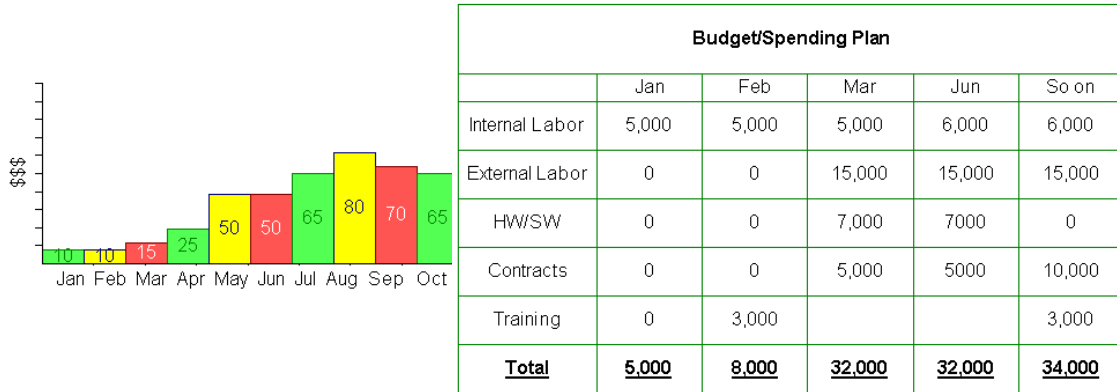 $$$
10 10 15 25 50 50 65 80 70 65
Jan Feb Mar Apr May Jun Jul Aug Sep Oct
Budget/Spending Plan
Jan Feb Mar Jun So on
Internal Labor 5,000 5,000 5,000 6,000 6,000
External Labor 0 0 15,000 15,000 15,000
HW/SW 0 0 7,000 7000 0
Contracts 0 0 5,000 5000 10,000
Training 0 3,000 3,000
Total 5,000 8,000 32,000 32,000 34,000